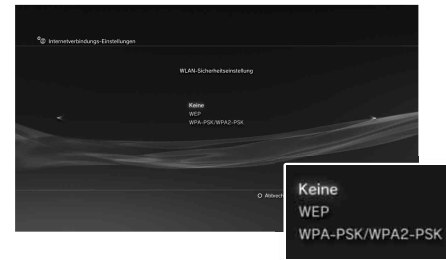 Internetverbindungs-Einstellungen
WLAN-Sicherheitseinstellung
Keine
WEP
WPA-PSK/WPA2-PSK
Keine
WEP
WPA-PSK/WPA2-PSK